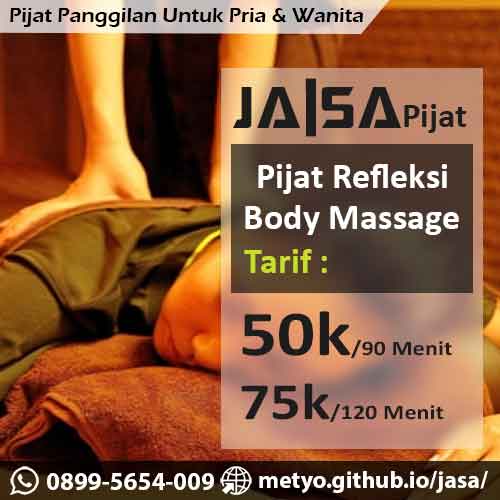 Pijat Panggilan Untuk Pria & Wanita
JA|SA Pijat
Pijat Refleksi
Body Massage
Tarif :
50k/90 Menit
75k/120 Menit
0899-5654-009 metyo.github.io/jasa/